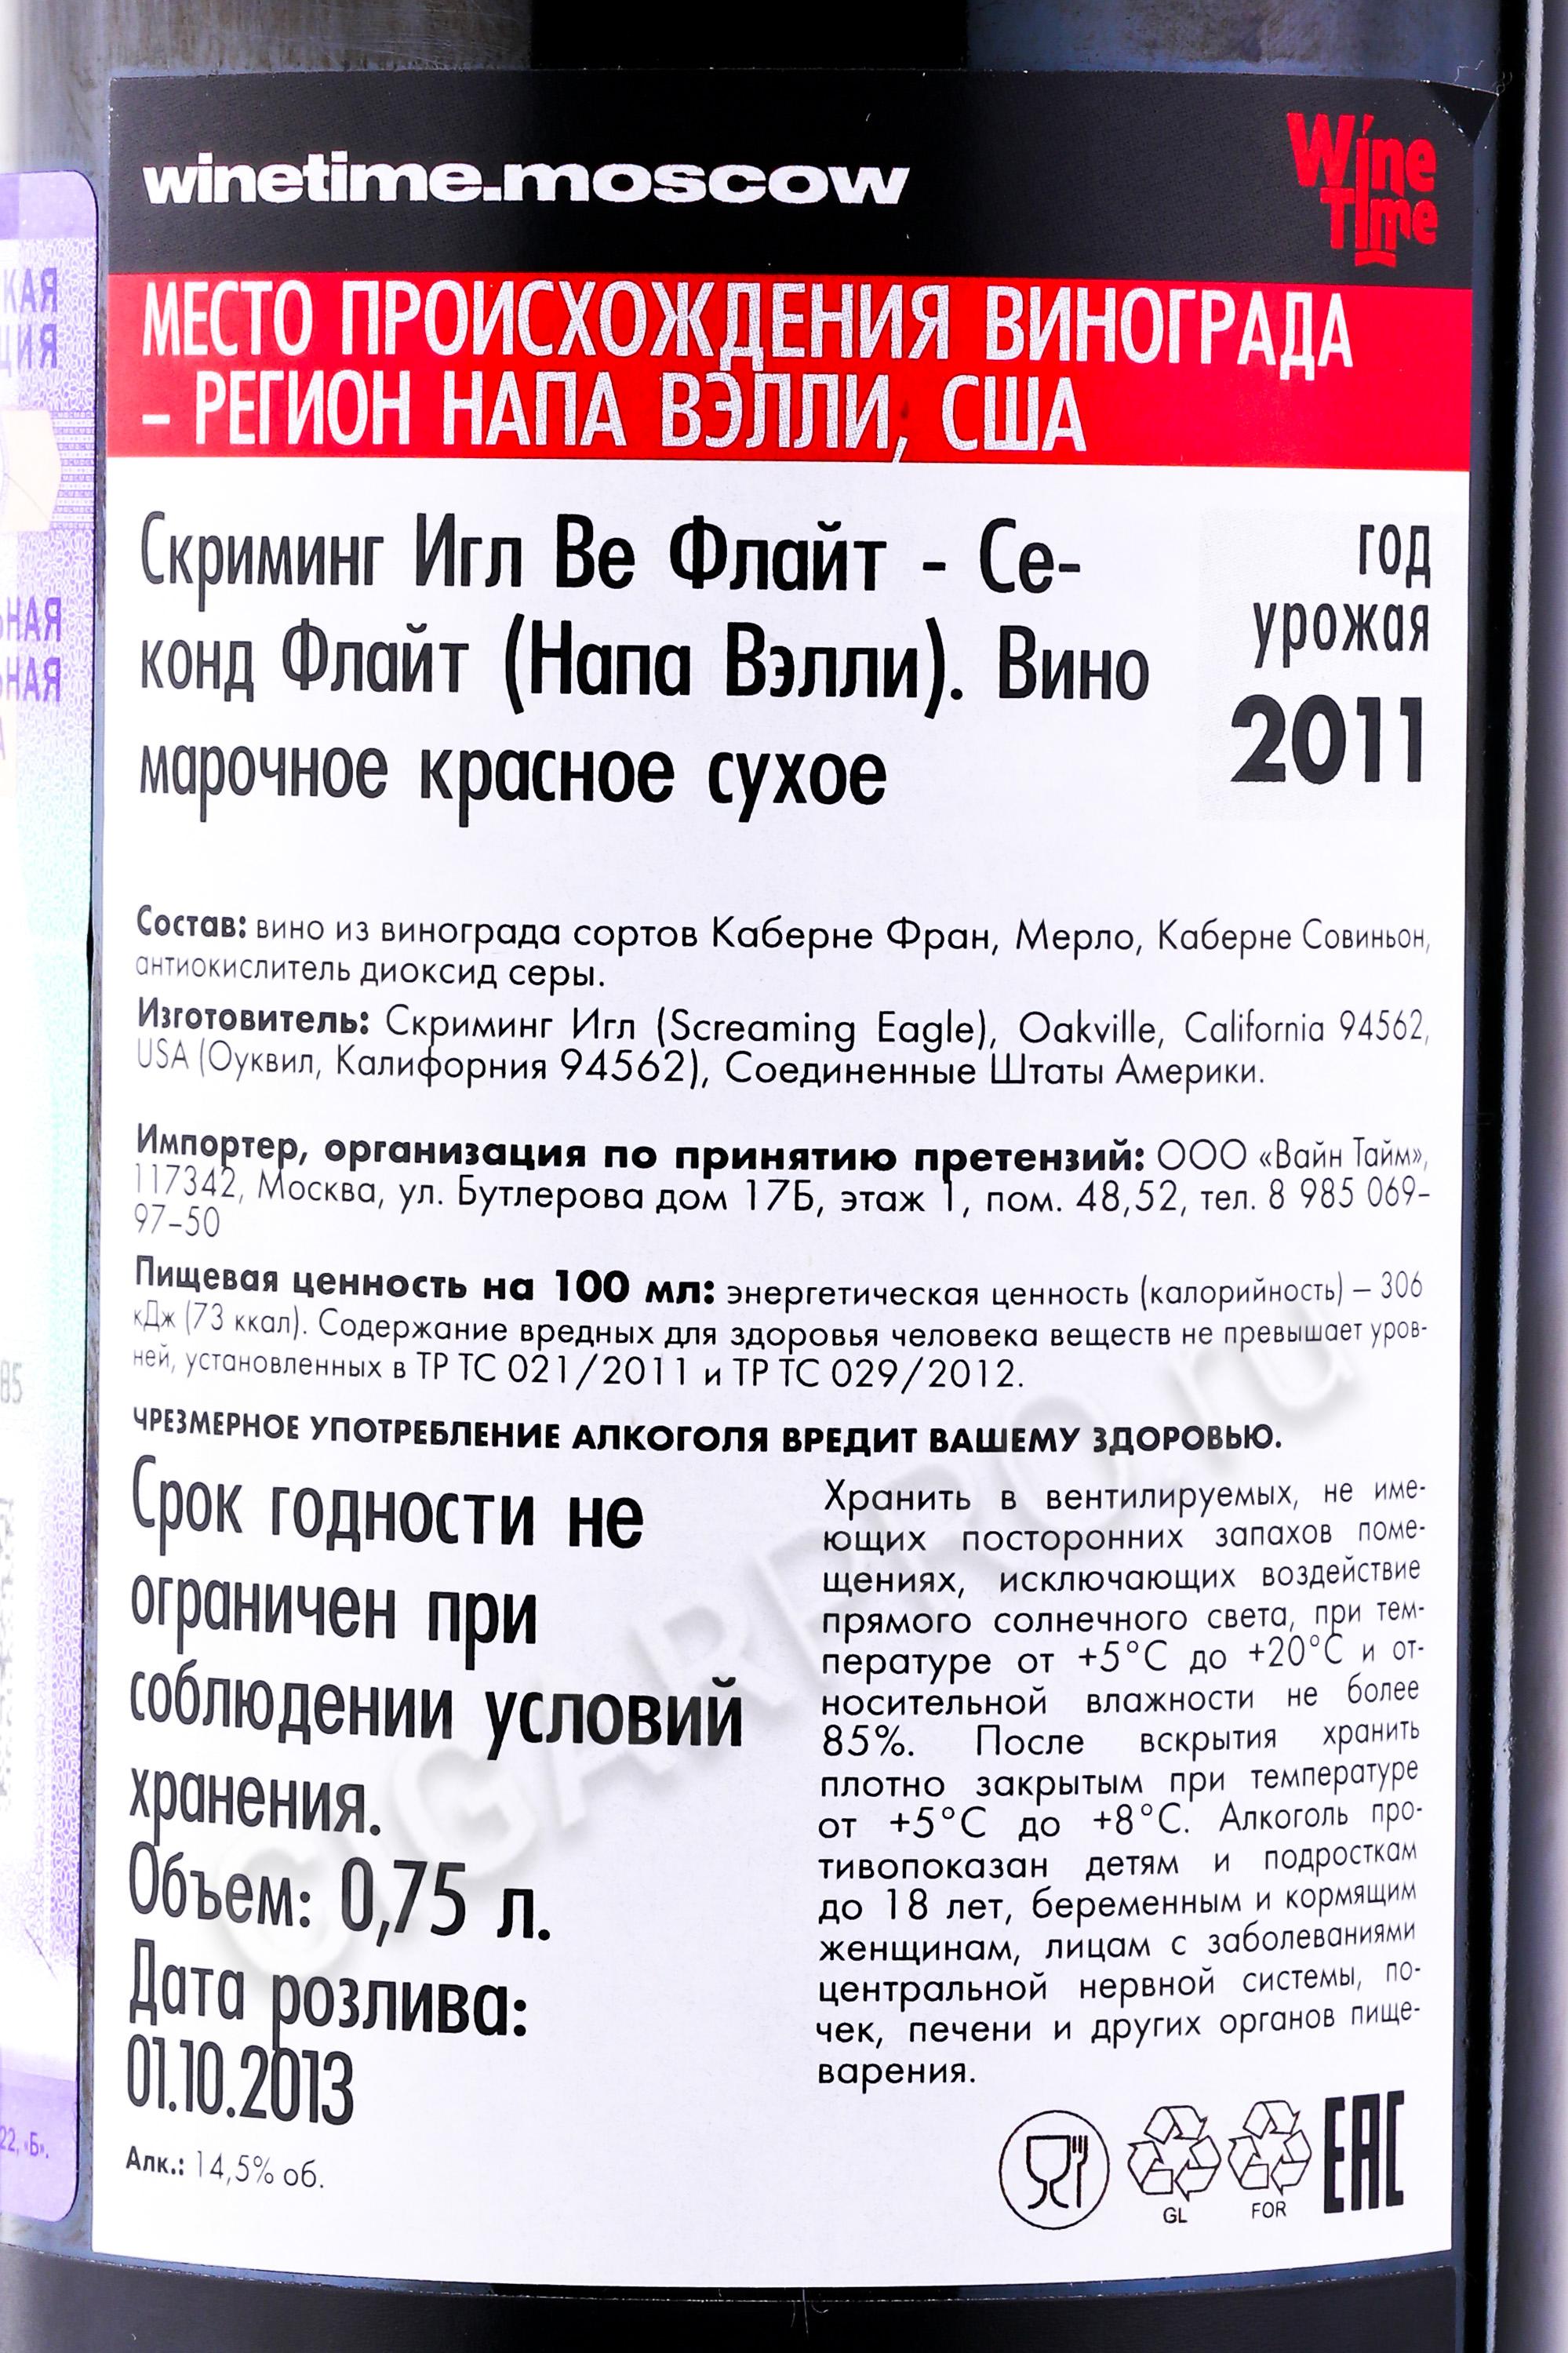 winetime.moscow
Wine
Time
МЕСТО ПРОИСХОЖДЕНИЯ ВИНОГРАДА
– РЕГИОН НАПА ВЭЛЛИ, США
Скриминг Игл Ве Флайт - Се-
конд Флайт (Напа Вэлли). Вино
марочное красное сухое
год
урожая
2011
Состав: вино из винограда сортов Каберне Фран, Мерло, Каберне Совиньон,
антиокислитель диоксид серы.
Изготовитель: Скриминг Игл (Screaming Eagle), Oakville, California 94562,
USA (Оуквил, Калифорния 94562), Соединенные Штаты Америки.
Импортер, организация по принятию претензий: ООО «Вайн Тайм»,
117342, Москва, ул. Бутлерова дом 17Б, этаж 1, пом. 48,52, тел. 8 985 069-
97-50
Пищевая ценность на 100 мл: энергетическая ценность (калорийность) – 306
кДж (73 ккал). Содержание вредных для здоровья человека веществ не превышает уров-
ней, установленных в ТР ТС 021/2011 и ТР ТС 029/2012.
ЧРЕЗМЕРНОЕ УПОТРЕБЛЕНИЕ АЛКОГОЛЯ ВРЕДИТ ВАШЕМУ ЗДОРОВЬЮ.
Срок годности не
ограничен при
соблюдении условий
хранения.
Объем: 0,75 л.
Дата розлива:
01.10.2013
Алк.: 14,5% об.
Хранить в вентилируемых, не име-
ющих посторонних запахов поме-
щениях, исключающих воздействие
прямого солнечного света, при тем-
пературе от +5°С до +20°С и от-
носительной влажности не более
85%. После вскрытия хранить
плотно закрытым при температуре
от +5°С до +8°С. Алкоголь про-
тивопоказан детям и подросткам
до 18 лет, беременным и кормящим
женщинам, лицам с заболеваниями
центральной нервной системы, по-
чек, печени и других органов пище-
варения.
GL
FOR
EAC
КАЯ
ЦИЯ
ЬНАЯ
ЬНАЯ
А
85
22, «Б».
CIGARPRO.ru